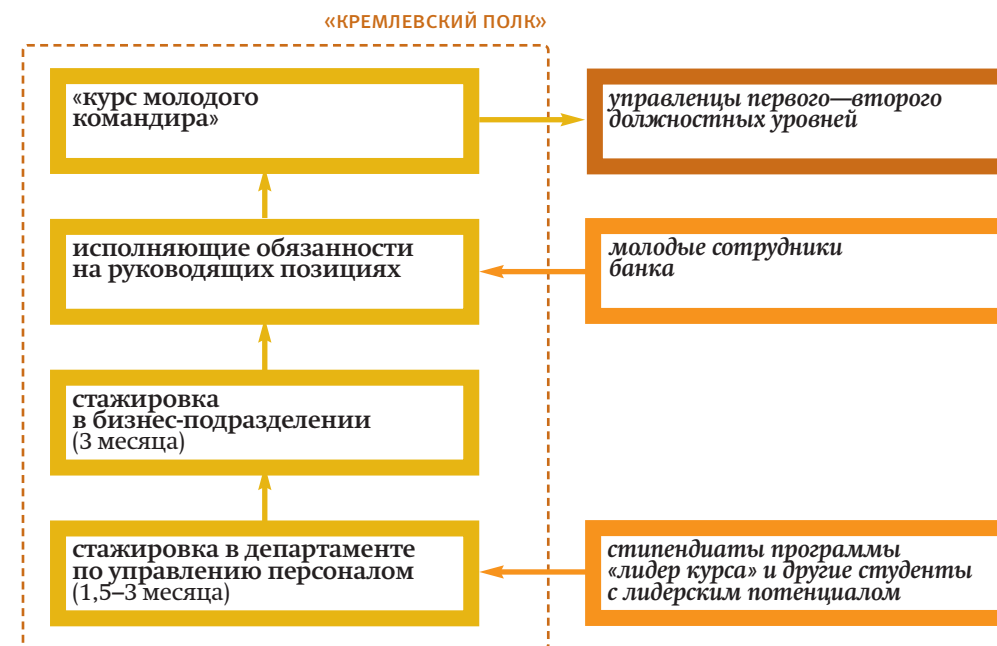 «КРЕМЛЕВСКИЙ ПОЛК»
«курс молодого
командира»
управленцы первого—второго
должностных уровней
исполняющие обязанности
на руководящих позициях
молодые сотрудники
банка
стажировка
в бизнес-подразделении
(3 месяца)
стажировка в департаменте
по управлению персоналом
(1,5–3 месяца)
стипендиаты программы
«лидер курса» и другие студенты
с лидерским потенциалом